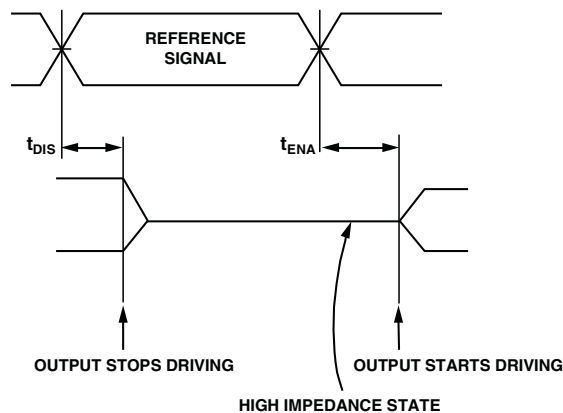 REFERENCE
SIGNAL
tDIS
tENA
OUTPUT STOPS DRIVING
OUTPUT STARTS DRIVING
HIGH IMPEDANCE STATE